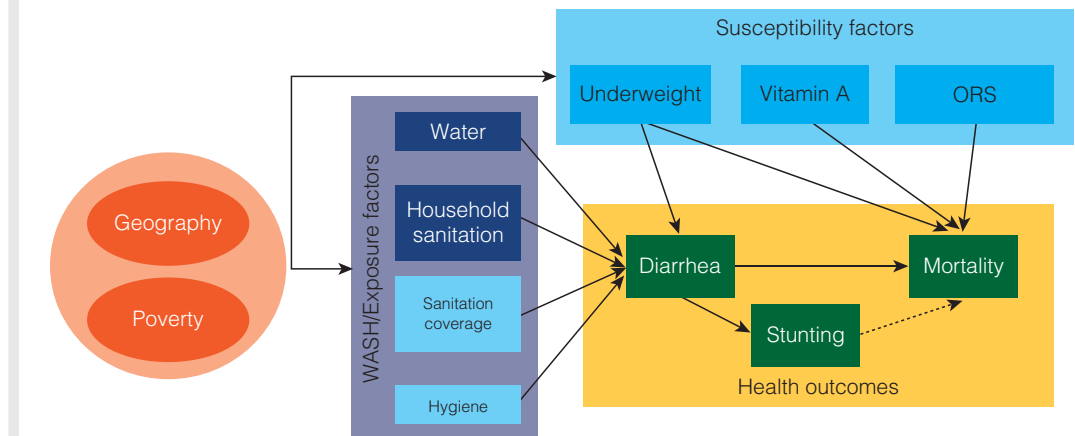 Susceptibility factors
Underweight
Vitamin A
ORS
WASH/Exposure factors
Water
Household
sanitation
Sanitation
coverage
Hygiene
Geography
Poverty
Diarrhea
Mortality
Stunting
Health outcomes